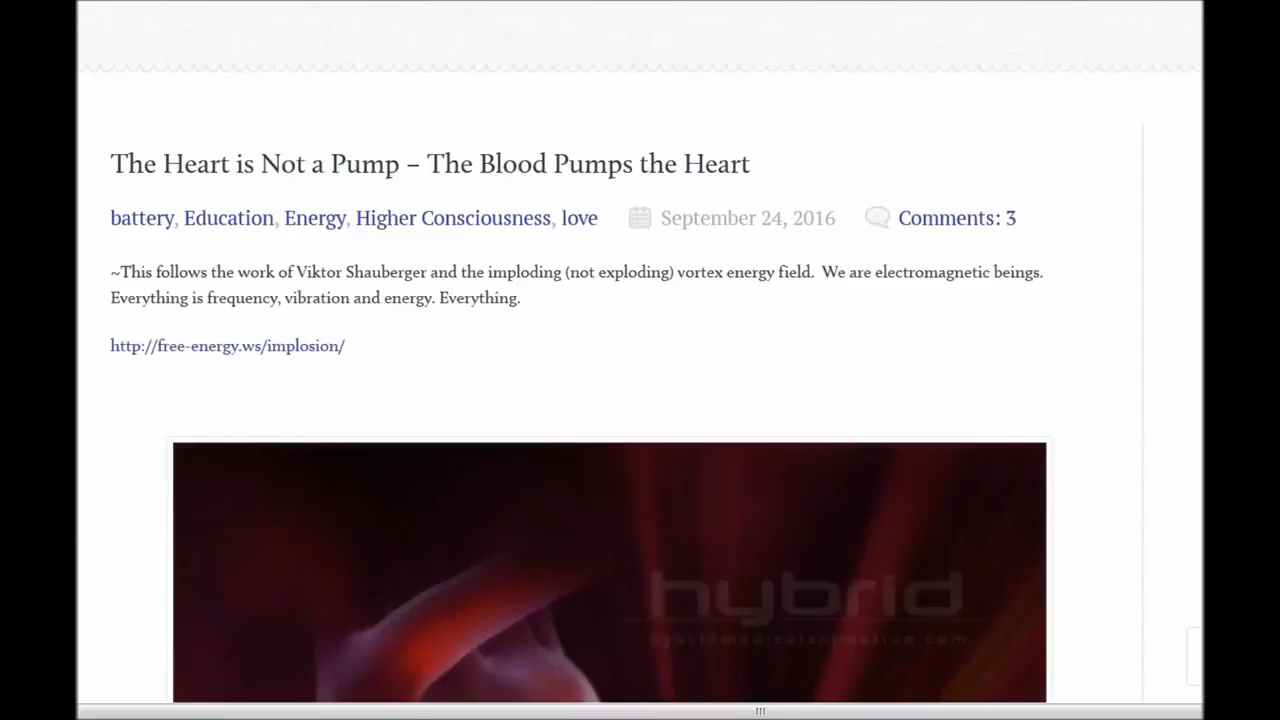 The Heart is Not a Pump – The Blood Pumps the Heart
battery, Education, Energy, Higher Consciousness, love September 24, 2016 Comments: 3
~This follows the work of Viktor Shauberger and the imploding (not exploding) vortex energy field. We are electromagnetic beings.
Everything is frequency, vibration and energy. Everything.
http://free-energy.ws/implosion/
hybrid
hybridmedicalanimation.com